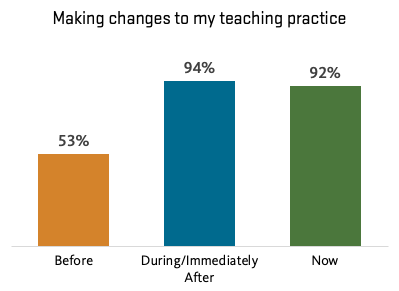 Making changes to my teaching practice
94%
92%
53%
Before
During/Immediately
After
Now